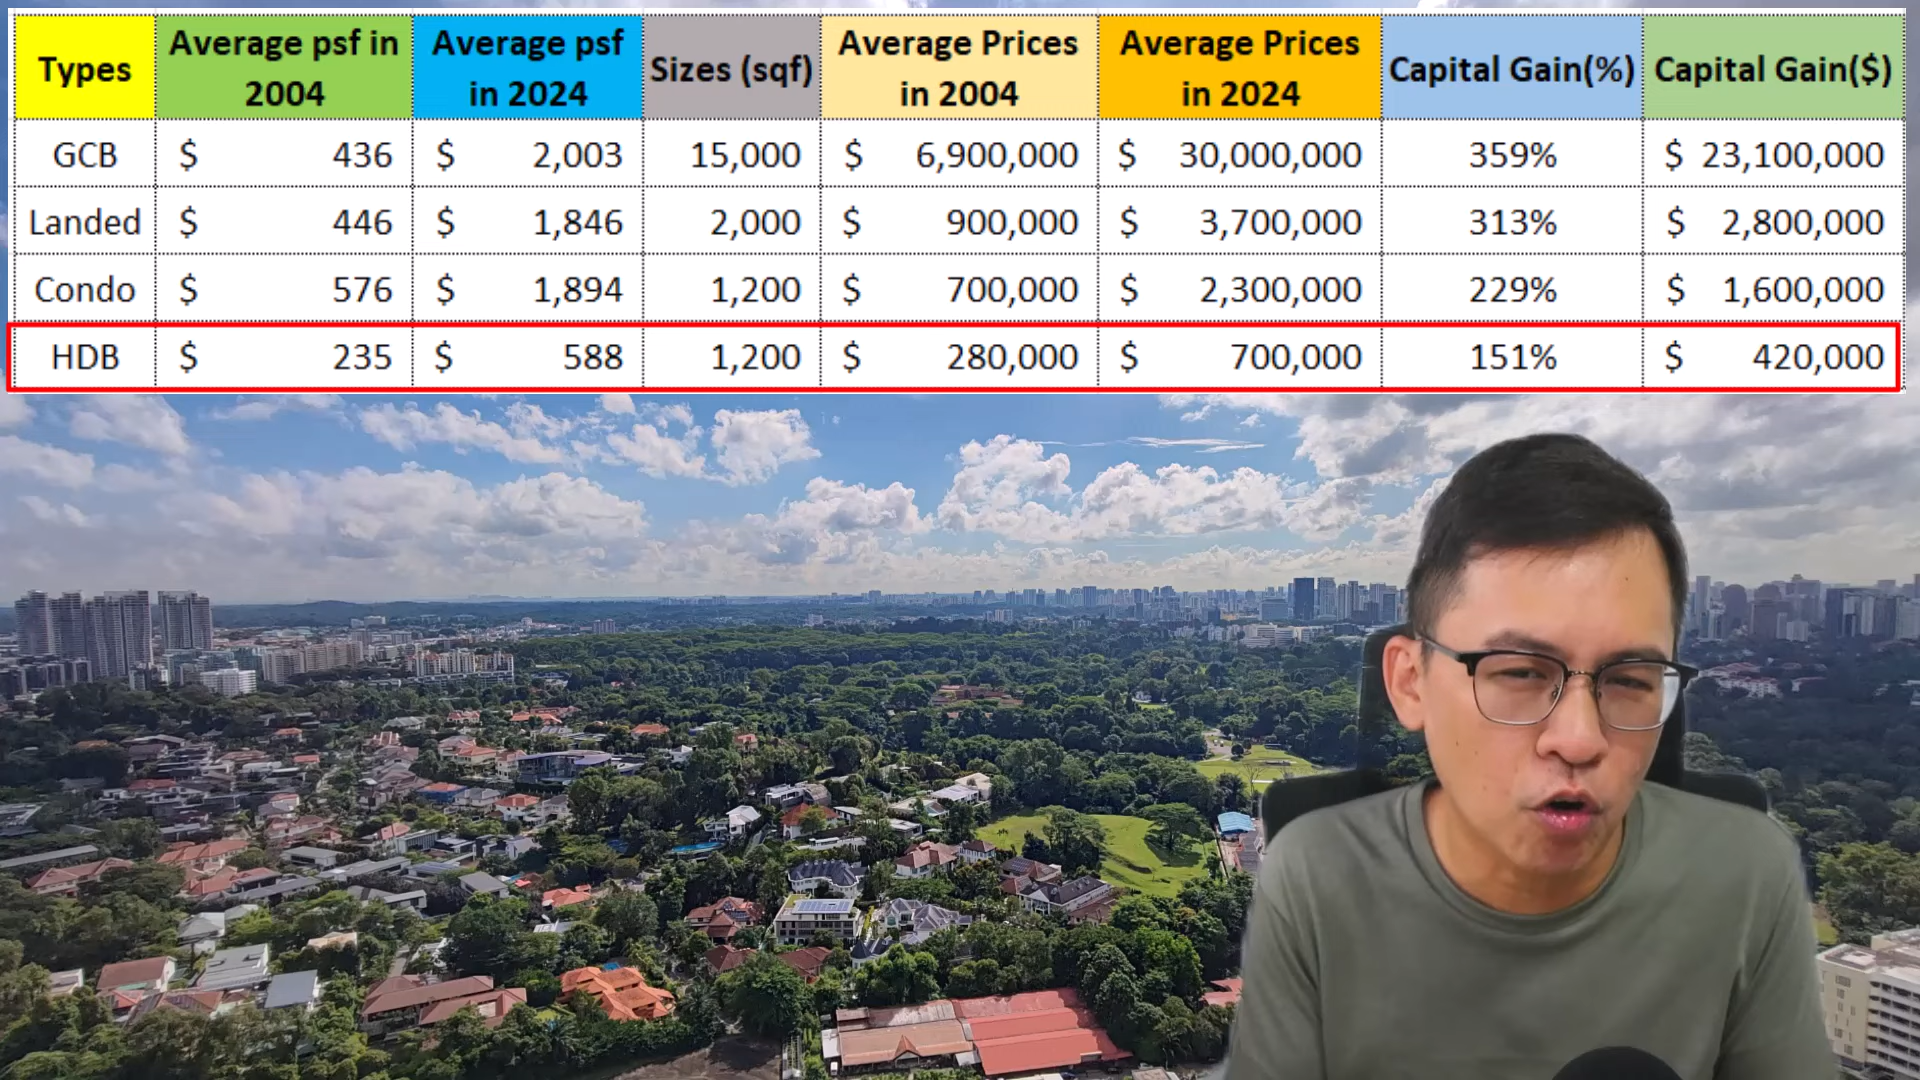 Types Average psf in 2004 Average psf in 2024 Sizes (sqf) Average Prices in 2004 Average Prices in 2024 Capital Gain(%) Capital Gain($)
GCB $ 436 $ 2,003 15,000 $ 6,900,000 $ 30,000,000 359% $ 23,100,000
Landed $ 446 $ 1,846 2,000 $ 900,000 $ 3,700,000 313% $ 2,800,000
Condo $ 576 $ 1,894 1,200 $ 700,000 $ 2,300,000 229% $ 1,600,000
HDB $ 235 $ 588 1,200 $ 280,000 $ 700,000 151% $ 420,000